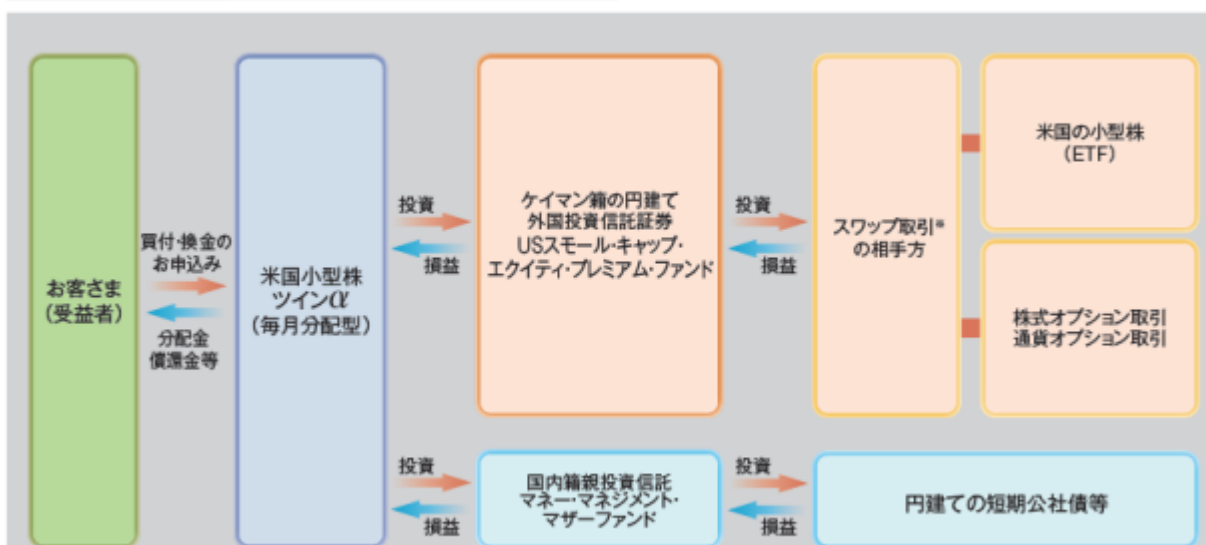 お客さま
(受益者)
買付・換金の
お申込み
分配金
償還金等
米国小型株
ツインα
(毎月分配型)
投資
損益
ケイマン籍の円建て
外国投資信託証券
USスモール・キャップ・
エクイティ・プレミアム・ファンド
投資
損益
スワップ取引※
の相手方
米国の小型株
(ETF)
株式オプション取引
通貨オプション取引
投資
損益
国内籍親投資信託
マネー・マネジメント・
マザーファンド
投資
損益
円建ての短期公社債等